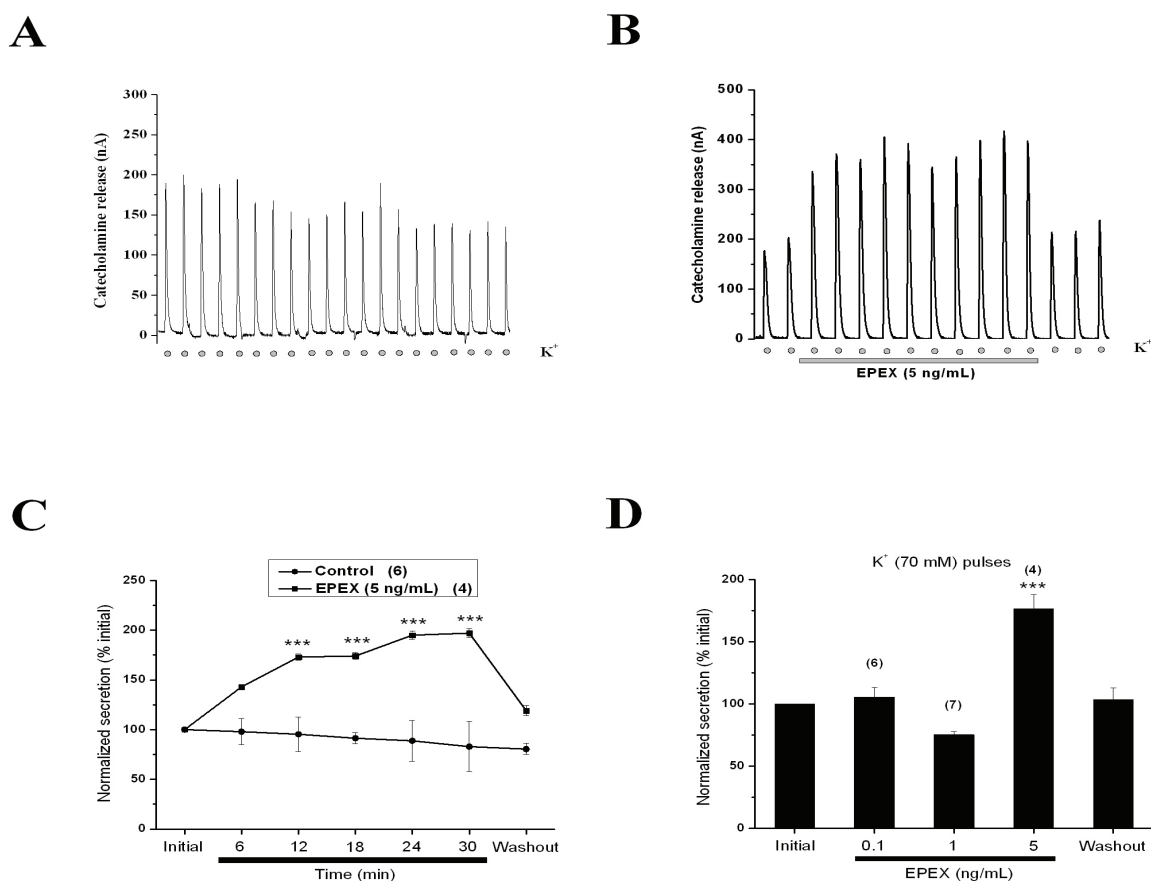 A
300
250
200
150
100
50
0
Catecholamine release (nA)
K+
B
500
400
300
200
100
0
Catecholamine release (nA)
K+
EPEX (5 ng/mL)
C
Control (6)
EPEX (5 ng/mL) (4)
250
200
150
100
50
0
Normalized secretion (% initial)
*** *** *** ***
Initial 6 12 18 24 30 Washout
Time (min)
D
K+ (70 mM) pulses
200
150
100
50
0
Normalized secretion (% initial)
(6)
(7)
(4)
***
Initial 0.1 1 5 Washout
EPEX (ng/mL)